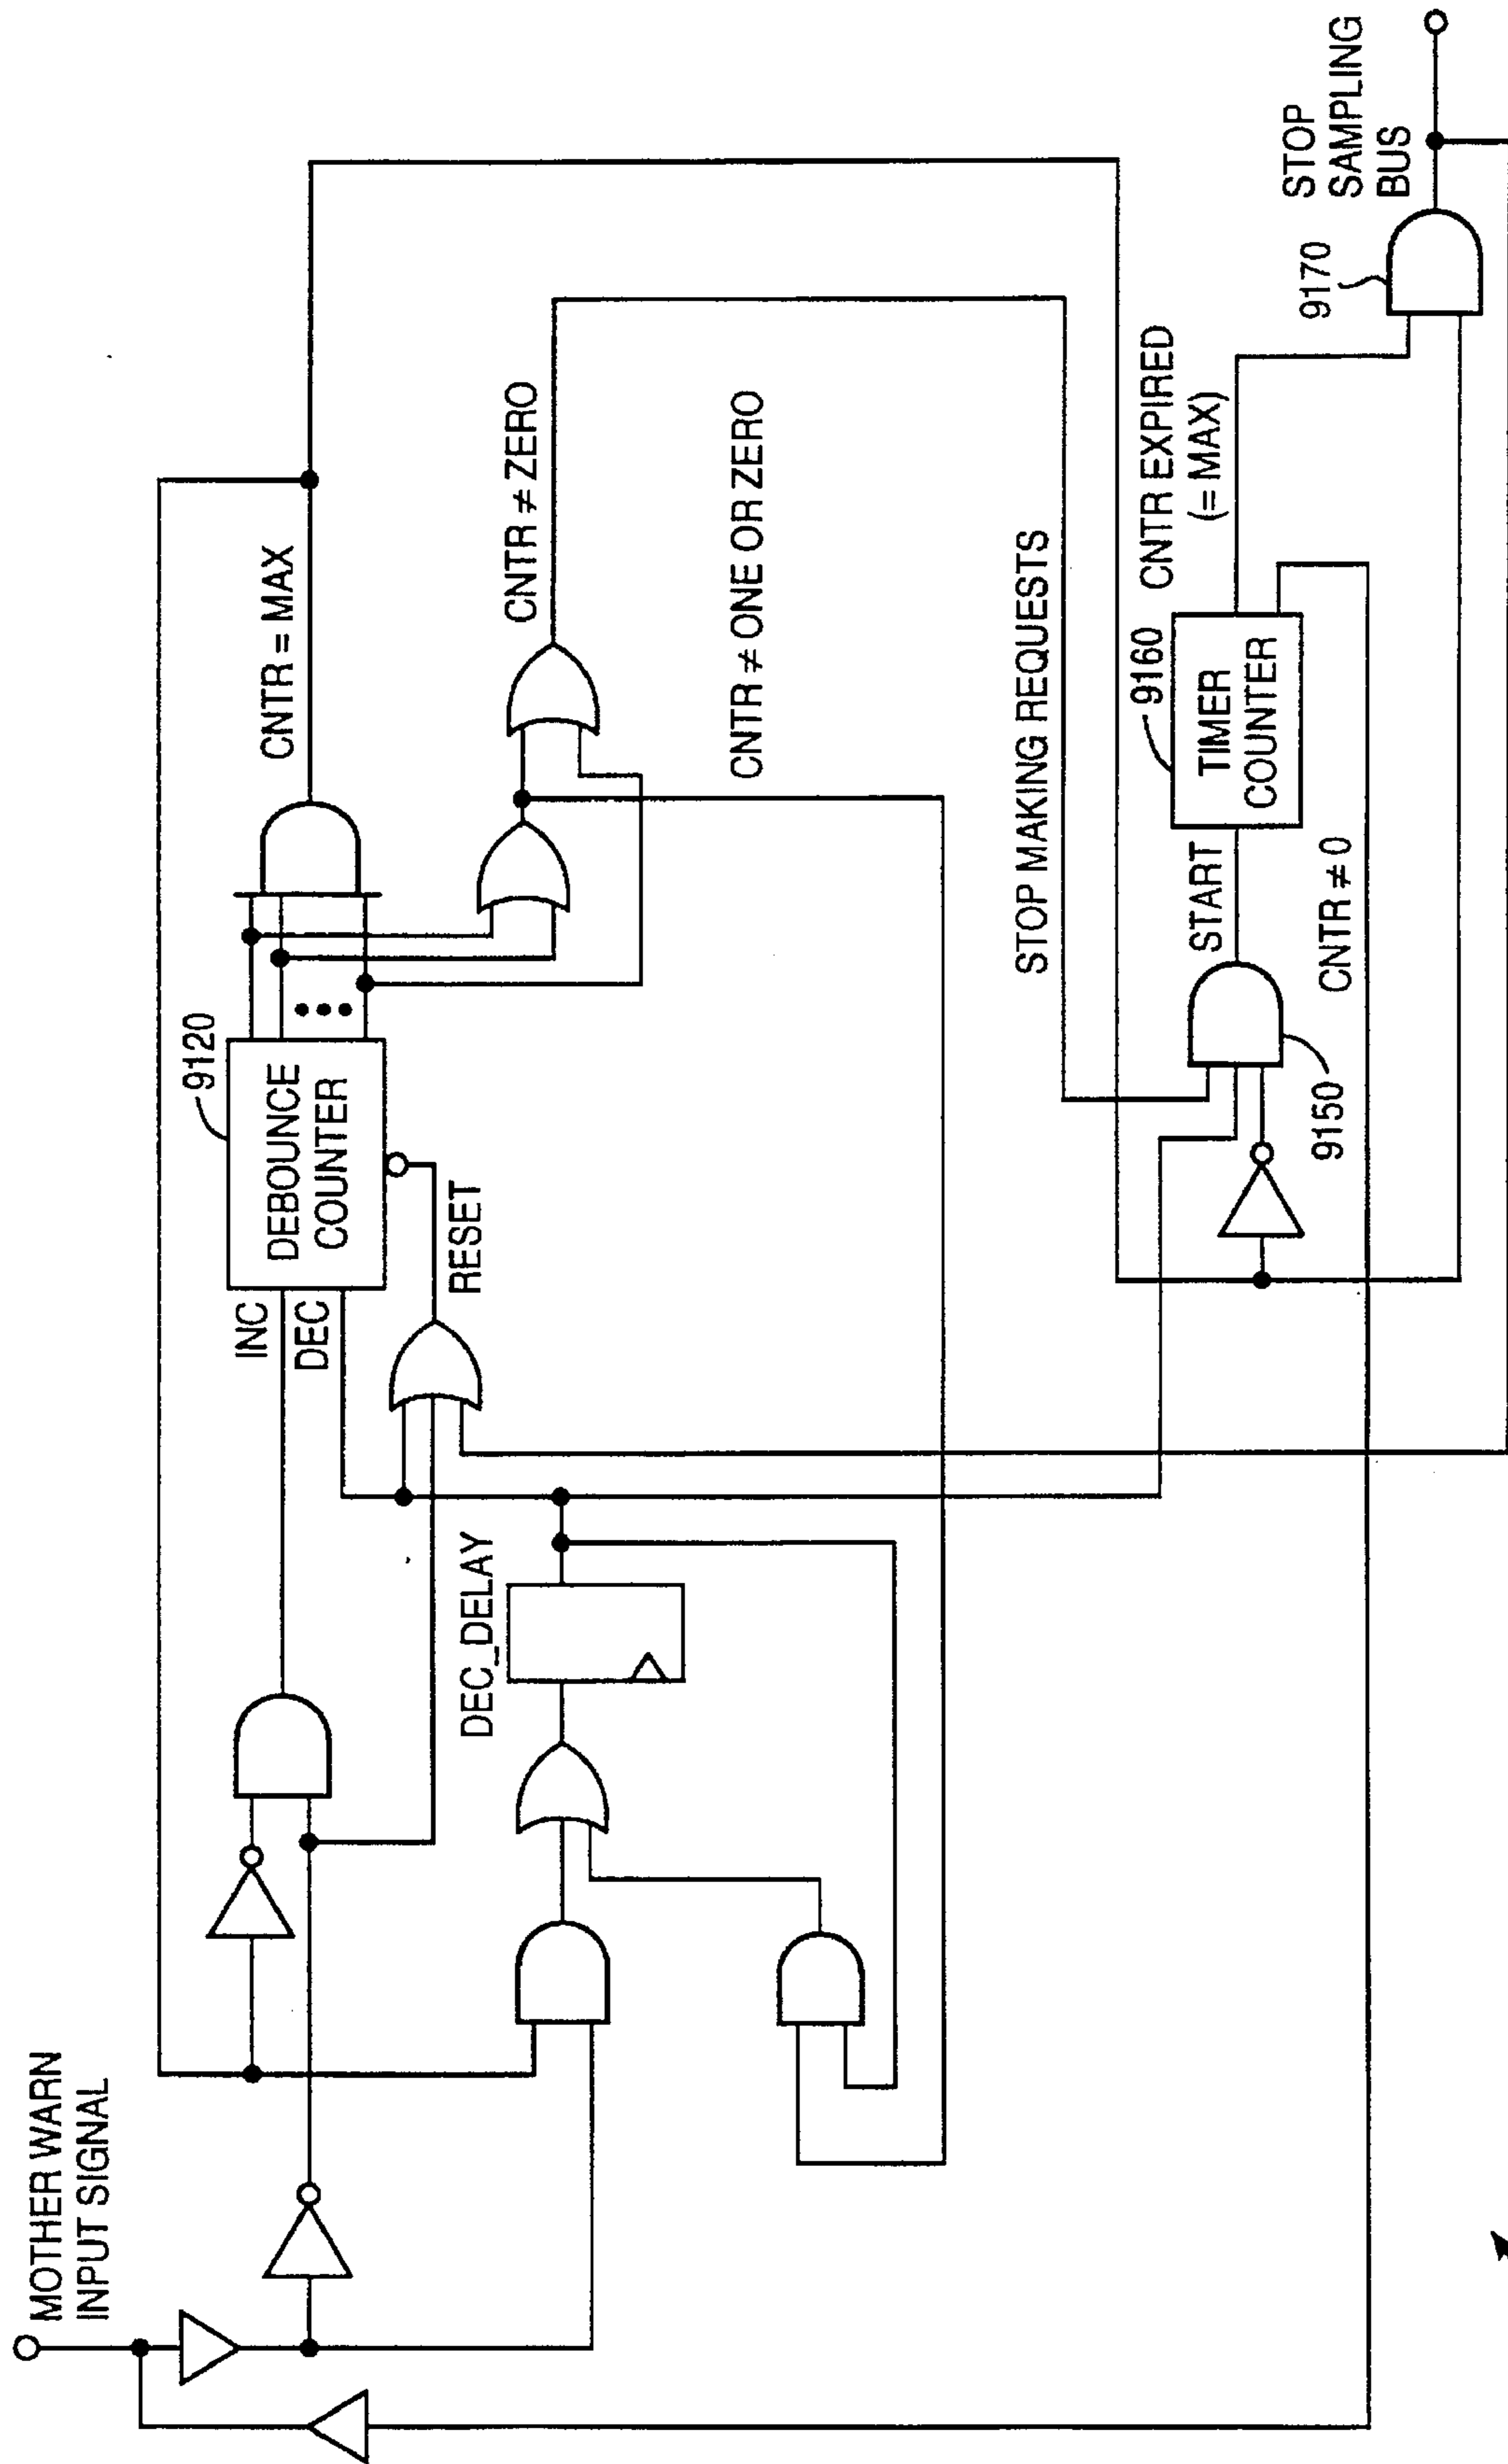 MOTHER WARN
INPUT SIGNAL
INC
DEC
DEBOUNCE
COUNTER
9120
RESET
CNTR = MAX
DEC_DELAY
CNTR ≠ ZERO
CNTR ≠ ONE OR ZERO
STOP MAKING REQUESTS
9150
START
TIMER
COUNTER
9160
CNTR ≠ 0
CNTR EXPIRED
(= MAX)
9170
STOP
SAMPLING
BUS